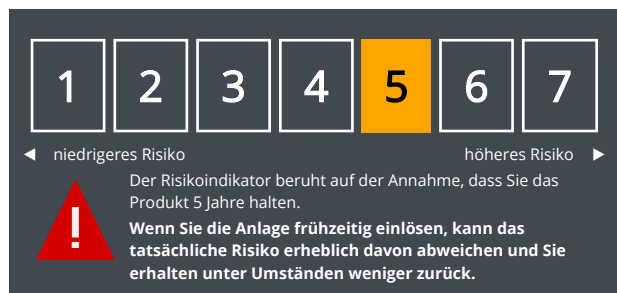 1 2 3 4 5 6 7
niedrigeres Risiko höheres Risiko
Der Risikoindikator beruht auf der Annahme, dass Sie das
Produkt 5 Jahre halten.
Wenn Sie die Anlage frühzeitig einlösen, kann das
tatsächliche Risiko erheblich davon abweichen und Sie
erhalten unter Umständen weniger zurück.
!